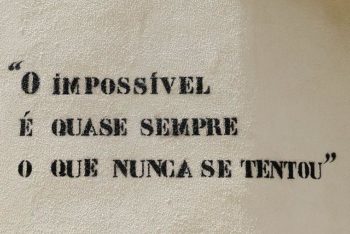 “O IMPOSSÍVEL
É QUASE SEMPRE
O QUE NUNCA SE TENTOU”